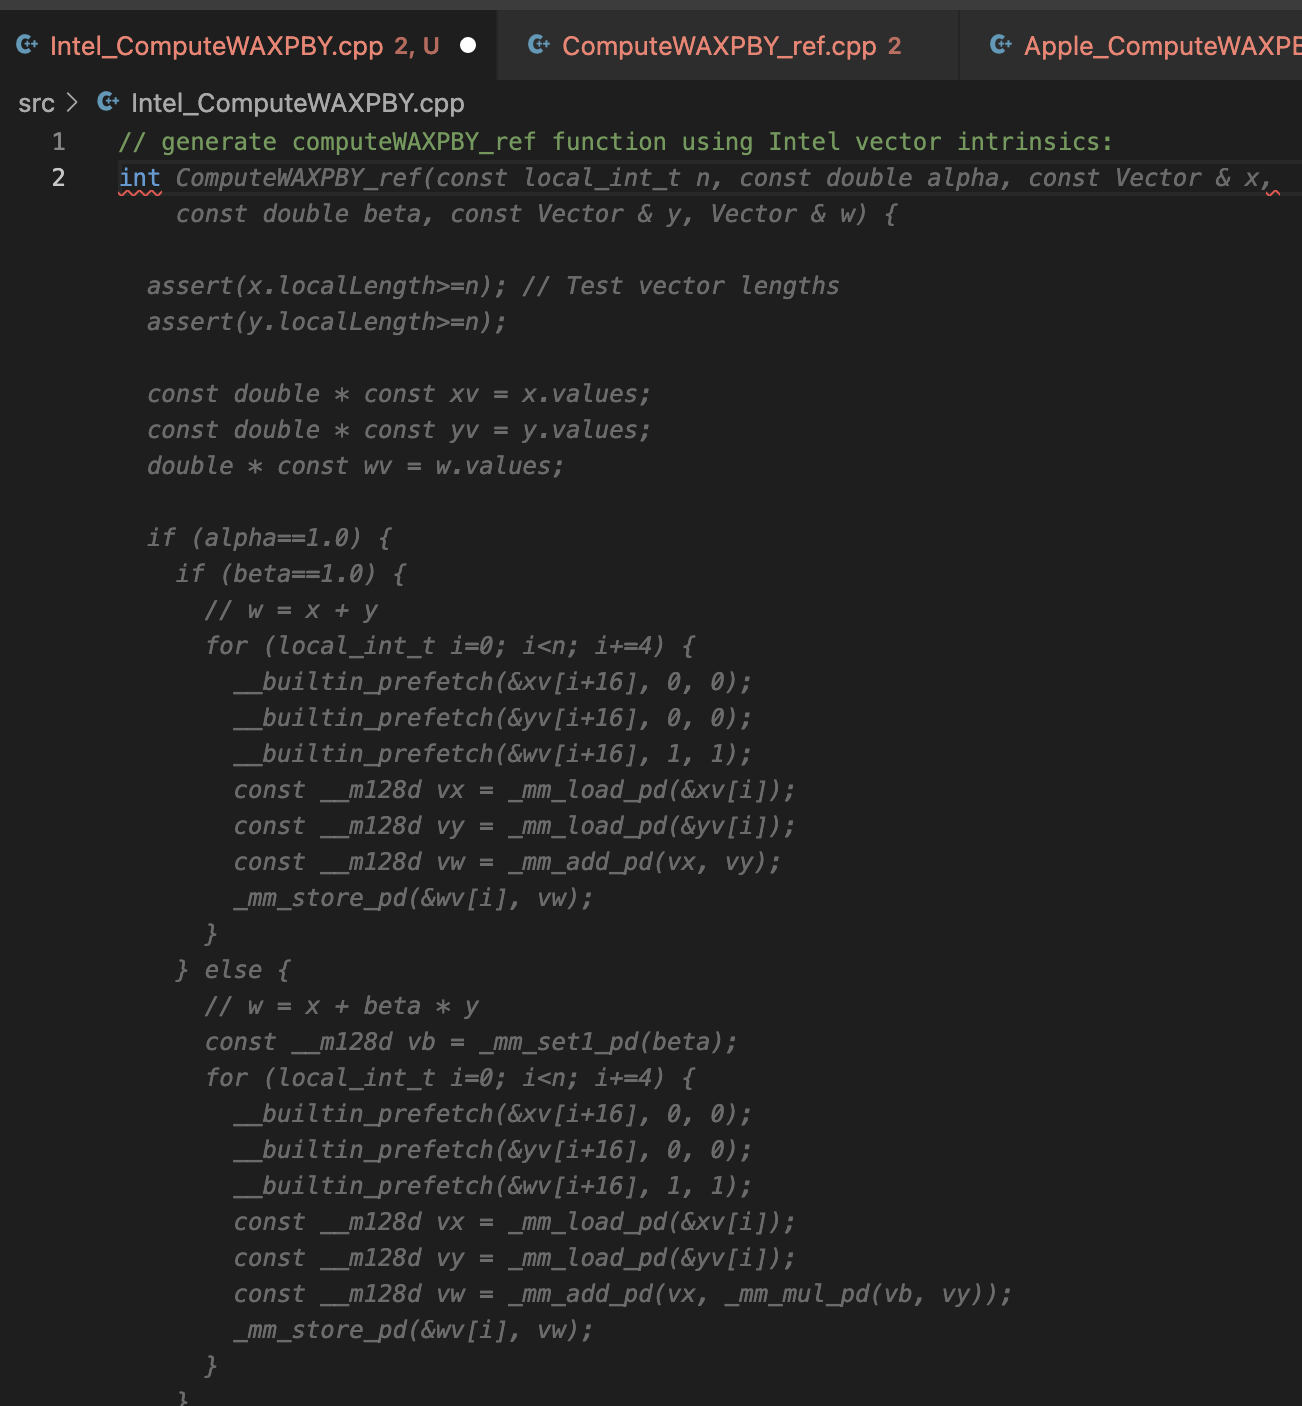 Intel_ComputeWAXPBY.cpp 2, U ComputeWAXPBY_ref.cpp 2 Apple_ComputeWAXPB
src > Intel_ComputeWAXPBY.cpp
1 // generate computeWAXPBY_ref function using Intel vector intrinsics:
2 int ComputeWAXPBY_ref(const local_int_t n, const double alpha, const Vector & x,
const double beta, const Vector & y, Vector & w) {
assert(x.localLength>=n); // Test vector lengths
assert(y.localLength>=n);
const double * const xv = x.values;
const double * const yv = y.values;
double * const wv = w.values;
if (alpha==1.0) {
if (beta==1.0) {
// w = x + y
for (local_int_t i=0; i<n; i+=4) {
__builtin_prefetch(&xv[i+16], 0, 0);
__builtin_prefetch(&yv[i+16], 0, 0);
__builtin_prefetch(&wv[i+16], 1, 1);
const __m128d vx = _mm_load_pd(&xv[i]);
const __m128d vy = _mm_load_pd(&yv[i]);
const __m128d vw = _mm_add_pd(vx, vy);
_mm_store_pd(&wv[i], vw);
}
} else {
// w = x + beta * y
const __m128d vb = _mm_set1_pd(beta);
for (local_int_t i=0; i<n; i+=4) {
__builtin_prefetch(&xv[i+16], 0, 0);
__builtin_prefetch(&yv[i+16], 0, 0);
__builtin_prefetch(&wv[i+16], 1, 1);
const __m128d vx = _mm_load_pd(&xv[i]);
const __m128d vy = _mm_load_pd(&yv[i]);
const __m128d vw = _mm_add_pd(vx, _mm_mul_pd(vb, vy));
_mm_store_pd(&wv[i], vw);
}
}